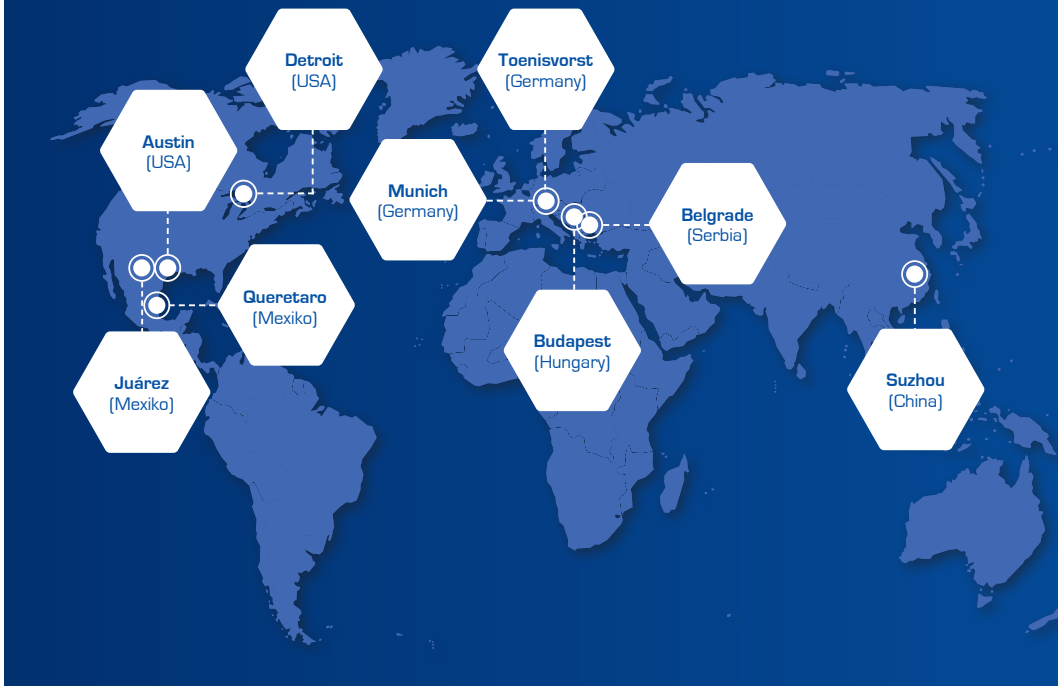 Detroit
(USA)
Toenisvorst
(Germany)
Austin
(USA)
Munich
(Germany)
Belgrade
(Serbia)
Queretaro
(Mexiko)
Budapest
(Hungary)
Juárez
(Mexiko)
Suzhou
(China)